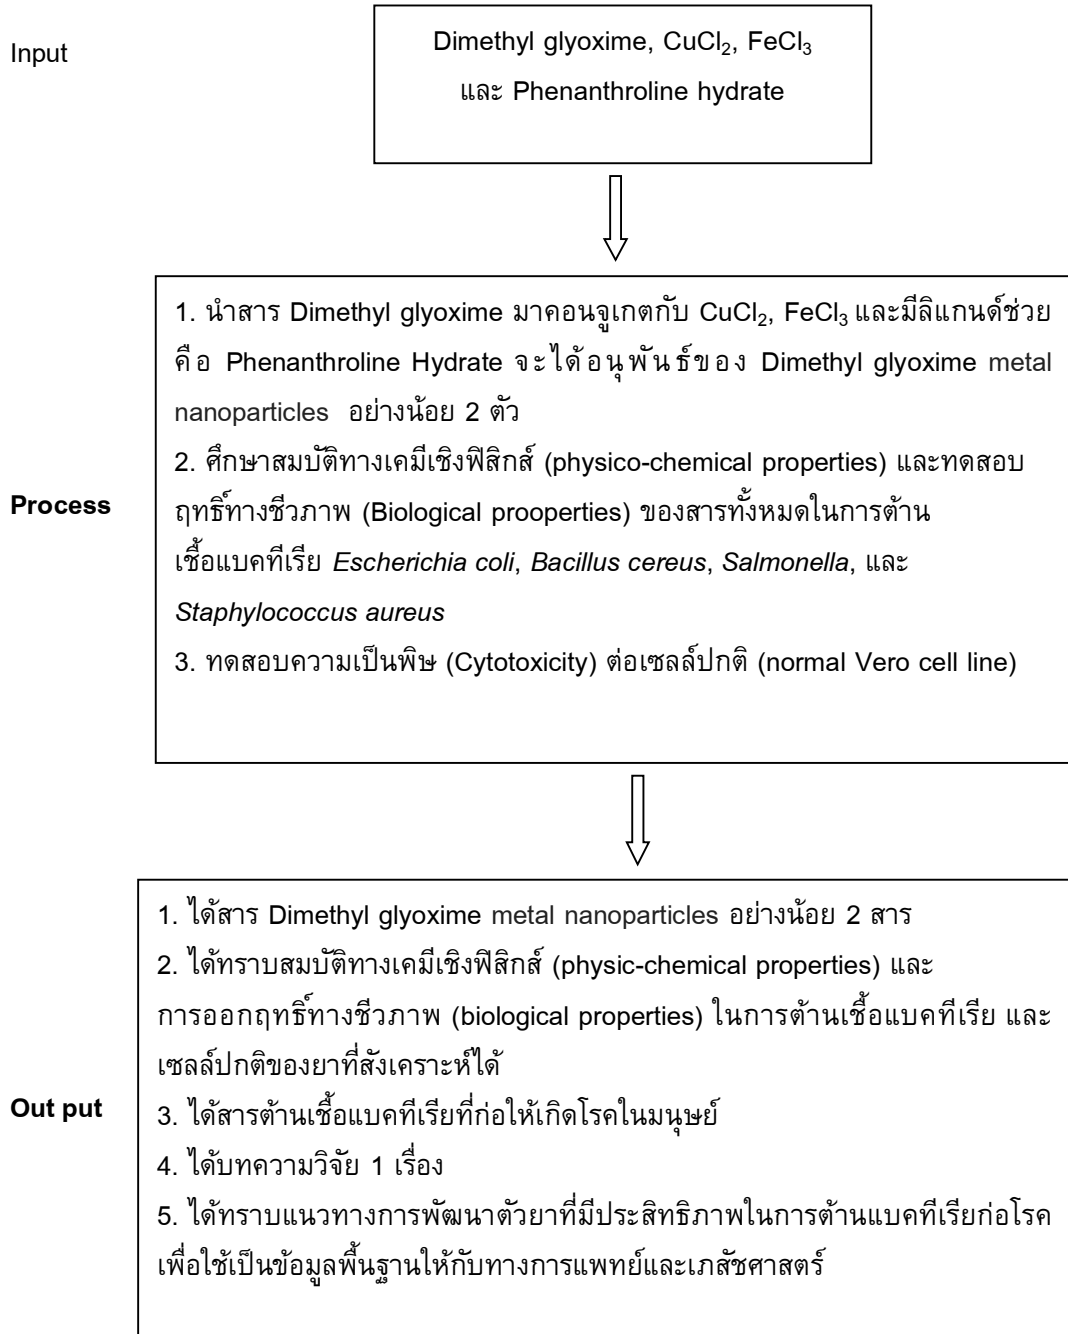 Input
Dimethyl glyoxime, CuCl₂, FeCl₃
และ Phenanthroline hydrate
1. นำสาร Dimethyl glyoxime มาคอนจูเกตกับ CuCl₂, FeCl₃ และมีลิแกนด์ช่วย
คือ Phenanthroline Hydrate จะได้อนุพันธ์ของ Dimethyl glyoxime metal
nanoparticles อย่างน้อย 2 ตัว
2. ศึกษาสมบัติทางเคมีเชิงฟิสิกส์ (physico-chemical properties) และทดสอบ
Process
ฤทธิ์ทางชีวภาพ (Biological prooperties) ของสารทั้งหมดในการต้าน
เชื้อแบคทีเรีย Escherichia coli, Bacillus cereus, Salmonella, และ
Staphylococcus aureus
3. ทดสอบความเป็นพิษ (Cytotoxicity) ต่อเซลล์ปกติ (normal Vero cell line)
1. ได้สาร Dimethyl glyoxime metal nanoparticles อย่างน้อย 2 สาร
2. ได้ทราบสมบัติทางเคมีเชิงฟิสิกส์ (physic-chemical properties) และ
การออกฤทธิ์ทางชีวภาพ (biological properties) ในการต้านเชื้อแบคทีเรีย และ
เซลล์ปกติของยาที่สังเคราะห์ได้
Out put
3. ได้สารต้านเชื้อแบคทีเรียที่ก่อให้เกิดโรคในมนุษย์
4. ได้บทความวิจัย 1 เรื่อง
5. ได้ทราบแนวทางการพัฒนาตัวยาที่มีประสิทธิภาพในการต้านแบคทีเรียก่อโรค
เพื่อใช้เป็นข้อมูลพื้นฐานให้กับทางการแพทย์และเภสัชศาสตร์